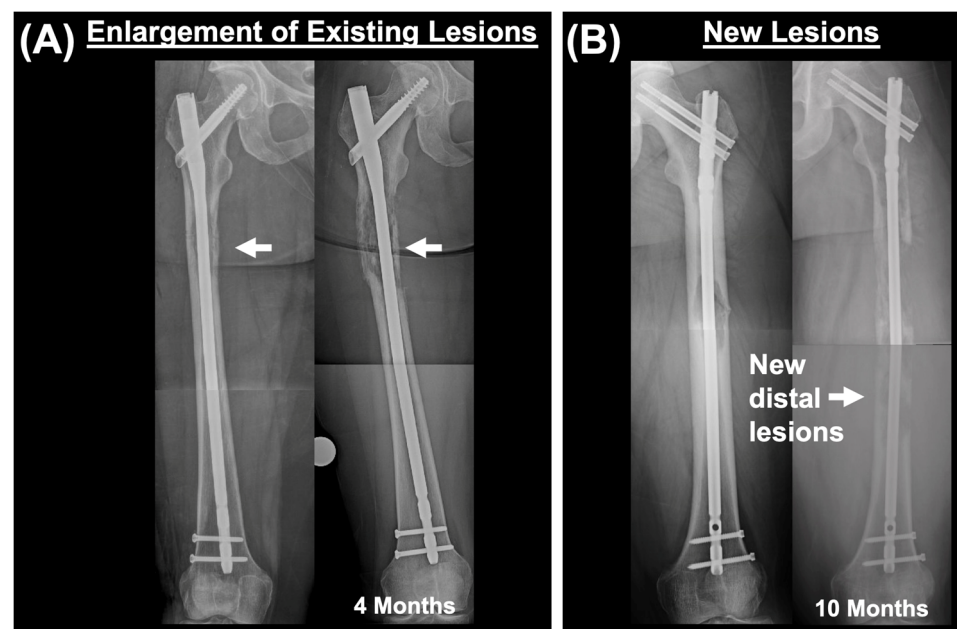 (A) Enlargement of Existing Lesions
4 Months
(B) New Lesions
New
distal
lesions
10 Months